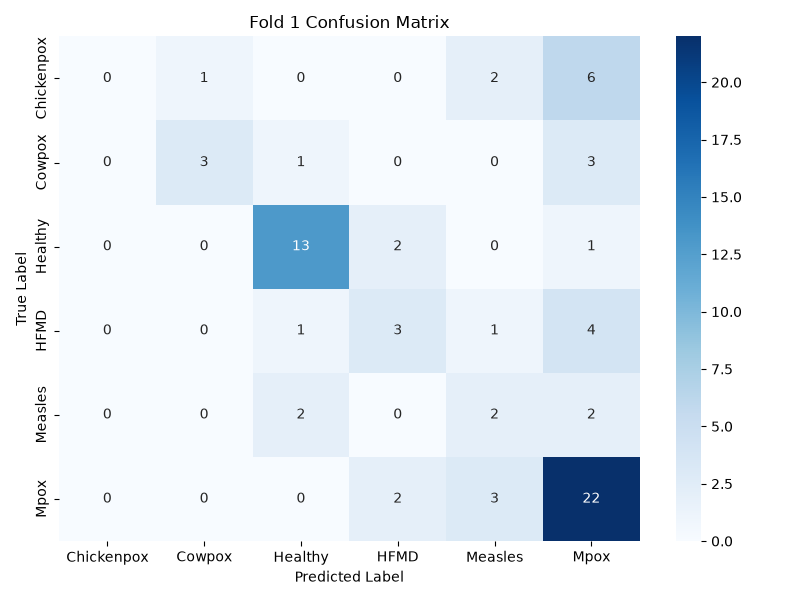 Fold 1 Confusion Matrix
True Label
Chickenpox 0 1 0 0 2 6
Cowpox 0 3 1 0 0 3
Healthy 0 0 13 2 0 1
HFMD 0 0 1 3 1 4
Measles 0 0 2 0 2 2
Mpox 0 0 0 2 3 22
Chickenpox Cowpox Healthy HFMD Measles Mpox
Predicted Label
20.0
17.5
15.0
12.5
10.0
7.5
5.0
2.5
0.0